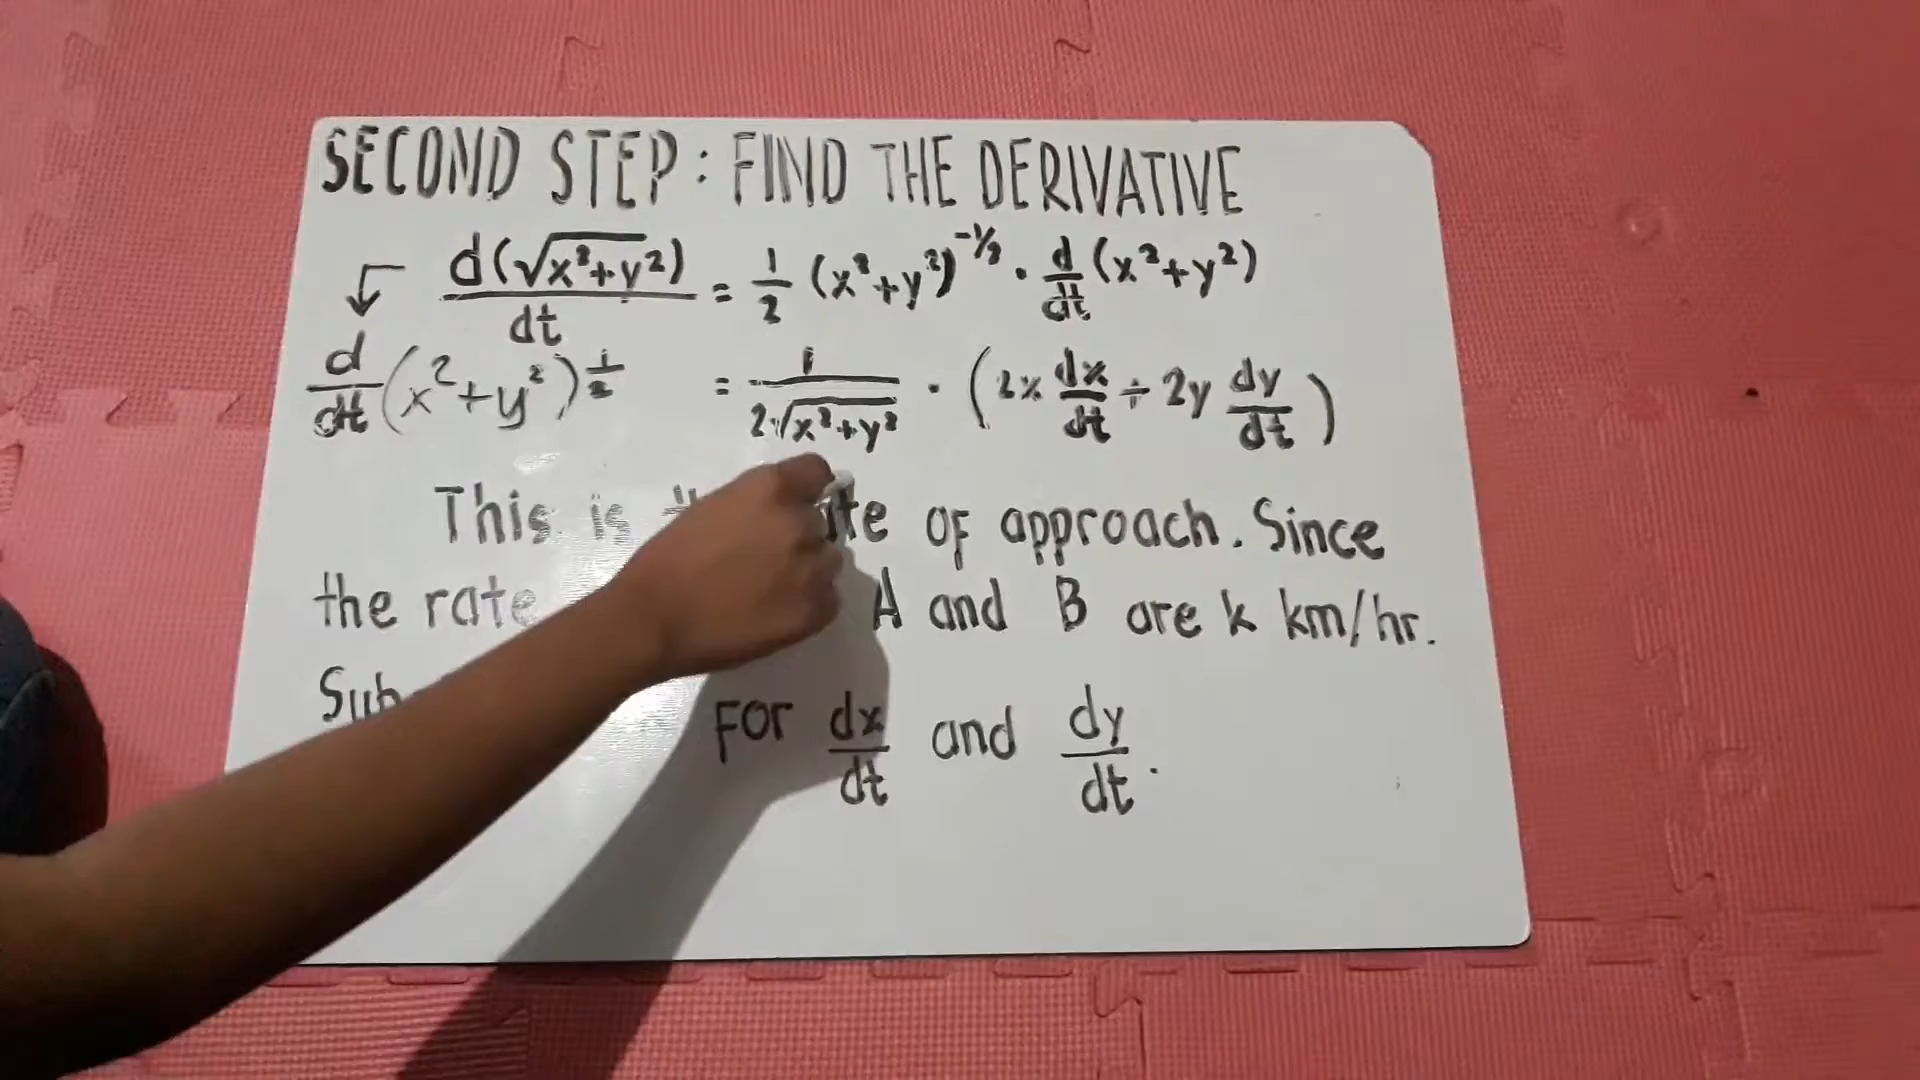 SECOND STEP: FIND THE DERIVATIVE
d(√x²+y²)/dt = 1/2 (x²+y²)^-1/2 · d/dt (x²+y²)
d/dt (x²+y²)^1/2 = 1/2√x²+y² · (2x dx/dt + 2y dy/dt)
This is of approach. Since
the rate A and B are k km/hr.
For dx/dt and dy/dt.